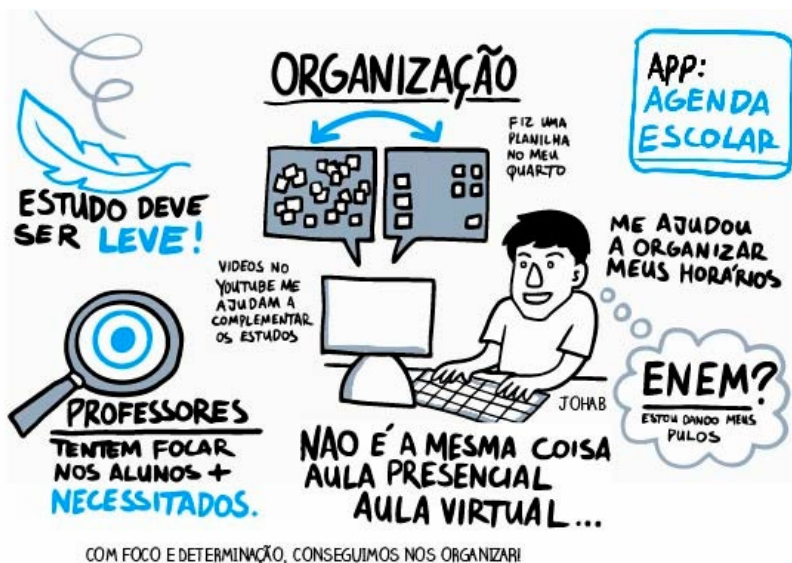 ORGANIZAÇÃO
APP:
AGENDA
ESCOLAR
FIZ UMA
PLANILHA
NO MEU
QUARTO
ESTUDO DEVE
SER LEVE!
ME AJUDOU
A ORGANIZAR
MEUS HORÁRIOS
VIDEOS NO
YOUTUBE ME
AJUDAM A
COMPLEMENTAR
OS ESTUDOS
JOHAB
ENEM?
ESTOU DANDO MEUS
PULOS
PROFESSORES
TENTEM FOCAR
NOS ALUNOS +
NECESSITADOS.
NAO É A MESMA COISA
AULA PRESENCIAL
AULA VIRTUAL...
COM FOCO E DETERMINAÇÃO, CONSEGUIMOS NOS ORGANIZAR!